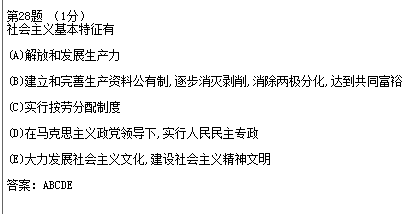 第28题 (1分)
社会主义基本特征有
(A)解放和发展生产力
(B)建立和完善生产资料公有制,逐步消灭剥削,消除两极分化,达到共同富裕
(C)实行按劳分配制度
(D)在马克思主义政党领导下,实行人民民主专政
(E)大力发展社会主义文化,建设社会主义精神文明
答案: ABCDE